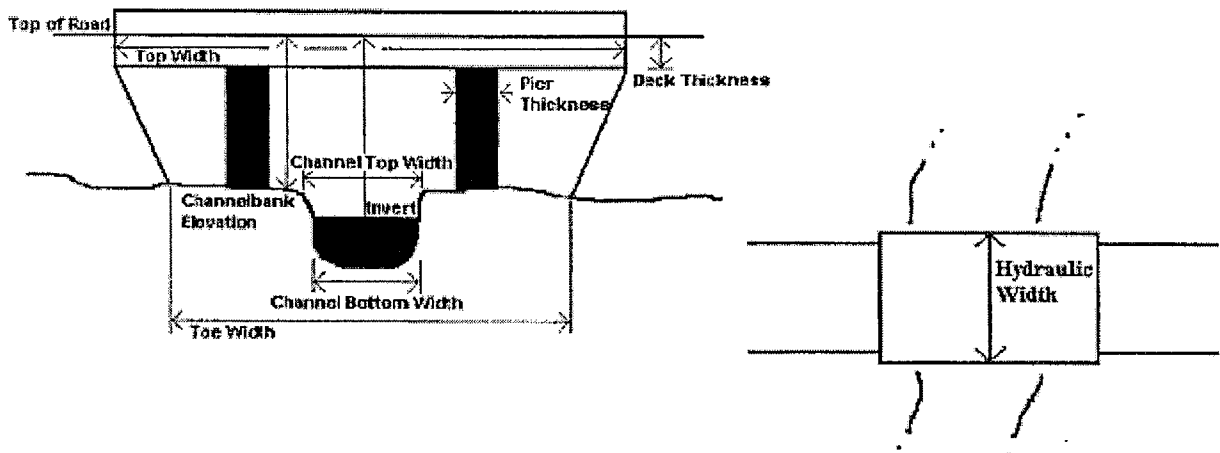 Top of Road
Top Width
Deck Thickness
Pier
Thickness
Channel Top Width
Channelbank
Elevation
Invert
Channel Bottom Width
Toe Width
Hydraulic
Width